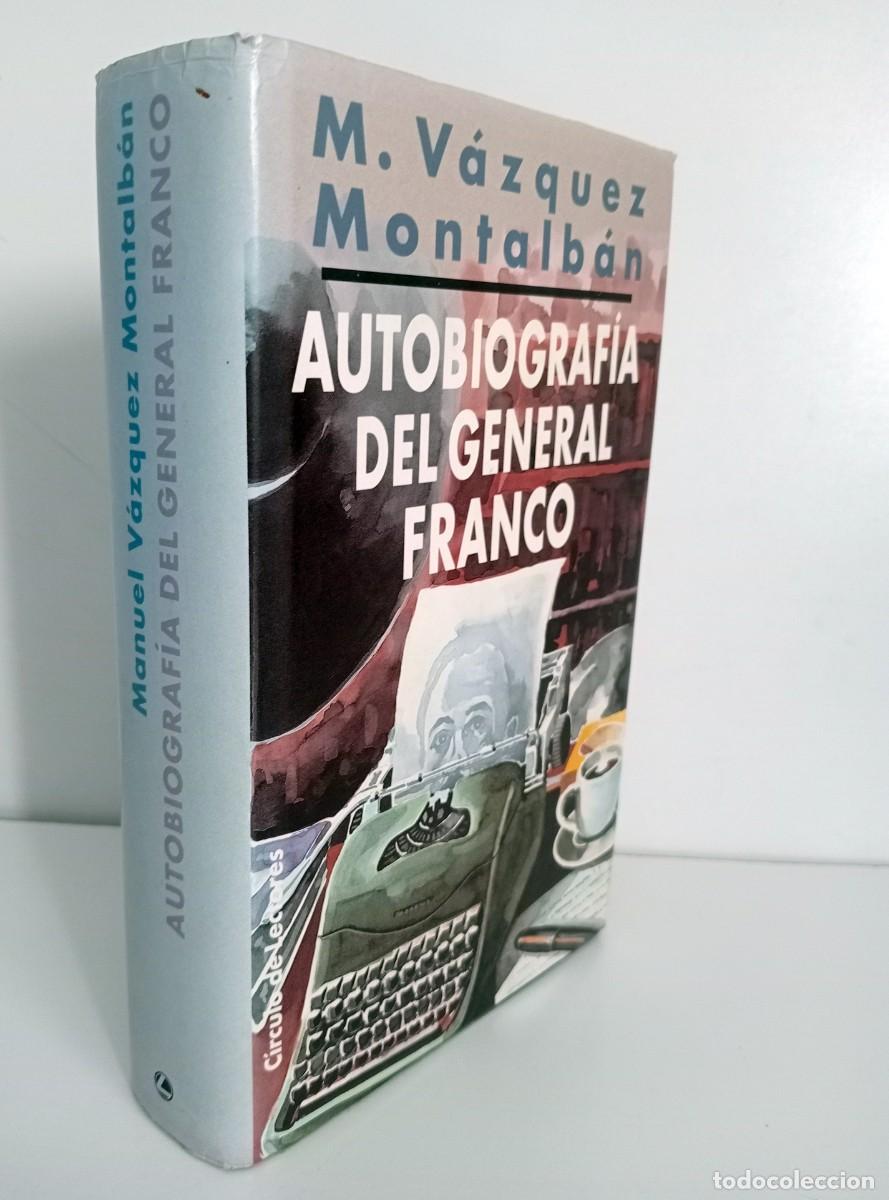 Manuel Vázquez Montalbán
AUTOBIOGRAFÍA DEL GENERAL FRANCO
M. Vázquez
Montalbán
AUTOBIOGRAFÍA
DEL GENERAL
FRANCO
Círculo de Lectores
todocoleccion